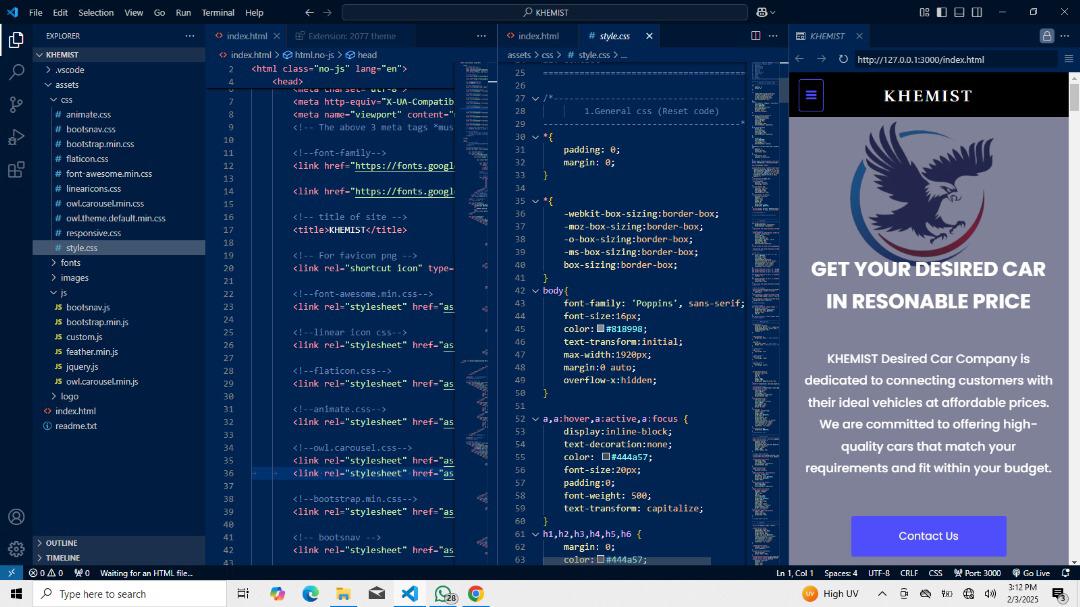 File Edit Selection View Go Run Terminal Help
KHEMIST
EXPLORER
KHEMIST
.vscode
assets
css
# animate.css
# bootsnav.css
# bootstrap.min.css
# flaticon.css
# font-awesome.min.css
# linearicons.css
# owl.carousel.min.css
# owl.theme.default.min.css
# responsive.css
# style.css
fonts
images
js
JS bootsnav.js
JS bootstrap.min.js
JS custom.js
JS feather.min.js
JS jquery.js
JS owl.carousel.min.js
logo
index.html
readme.txt
OUTLINE
TIMELINE
index.html Extension: 2077 theme
index.html > html.no-js > head
2 <html class="no-js" lang="en">
4 <head>
7 <meta http-equiv="X-UA-Compatib
8 <meta name="viewport" content="
9 <!-- The above 3 meta tags *mus
10
11 <!--font-family-->
12 <link href="https://fonts.googl
13
14 <link href="https://fonts.googl
15
16 <!-- title of site -->
17 <title>KHEMIST</title>
18
19 <!-- For favicon png -->
20 <link rel="shortcut icon" type=
21
22 <!--font-awesome.min.css-->
23 <link rel="stylesheet" href="as
24
25 <!--linear icon css-->
26 <link rel="stylesheet" href="as
27
28 <!--flaticon.css-->
29 <link rel="stylesheet" href="as
30
31 <!--animate.css-->
32 <link rel="stylesheet" href="as
33
34 <!--owl.carousel.css-->
35 <link rel="stylesheet" href="as
36 <link rel="stylesheet" href="as
37
38 <!--bootstrap.min.css-->
39 <link rel="stylesheet" href="as
40
41 <!-- bootsnav -->
42 <link rel="stylesheet" href="as
43
index.html # style.css
assets > css > # style.css > ...
25 ======================================
26
27 /*------------------------------------
28 1.General css (Reset code)
29 -------------------------------------*
30 *{
31 padding: 0;
32 margin: 0;
33 }
34
35 *{
36 -webkit-box-sizing:border-box;
37 -moz-box-sizing:border-box;
38 -o-box-sizing:border-box;
39 -ms-box-sizing:border-box;
40 box-sizing:border-box;
41 }
42 body{
43 font-family: 'Poppins', sans-serif;
44 font-size:16px;
45 color:#818998;
46 text-transform:initial;
47 max-width:1920px;
48 margin:0 auto;
49 overflow-x:hidden;
50 }
51
52 a,a:hover,a:active,a:focus {
53 display:inline-block;
54 text-decoration:none;
55 color: #444a57;
56 font-size:20px;
57 padding:0;
58 font-weight: 500;
59 text-transform: capitalize;
60 }
61 h1,h2,h3,h4,h5,h6 {
62 margin: 0;
63 color:#444a57;
KHEMIST
http://127.0.0.1:3000/index.html
KHEMIST
GET YOUR DESIRED CAR
IN RESONABLE PRICE
KHEMIST Desired Car Company is
dedicated to connecting customers with
their ideal vehicles at affordable prices.
We are committed to offering high-
quality cars that match your
requirements and fit within your budget.
Contact Us
0 0 0 Waiting for an HTML file...
Ln 1, Col 1 Spaces: 4 UTF-8 CRLF CSS Port: 3000 Go Live
Type here to search
28
High UV
3:12 PM
2/3/2025
3